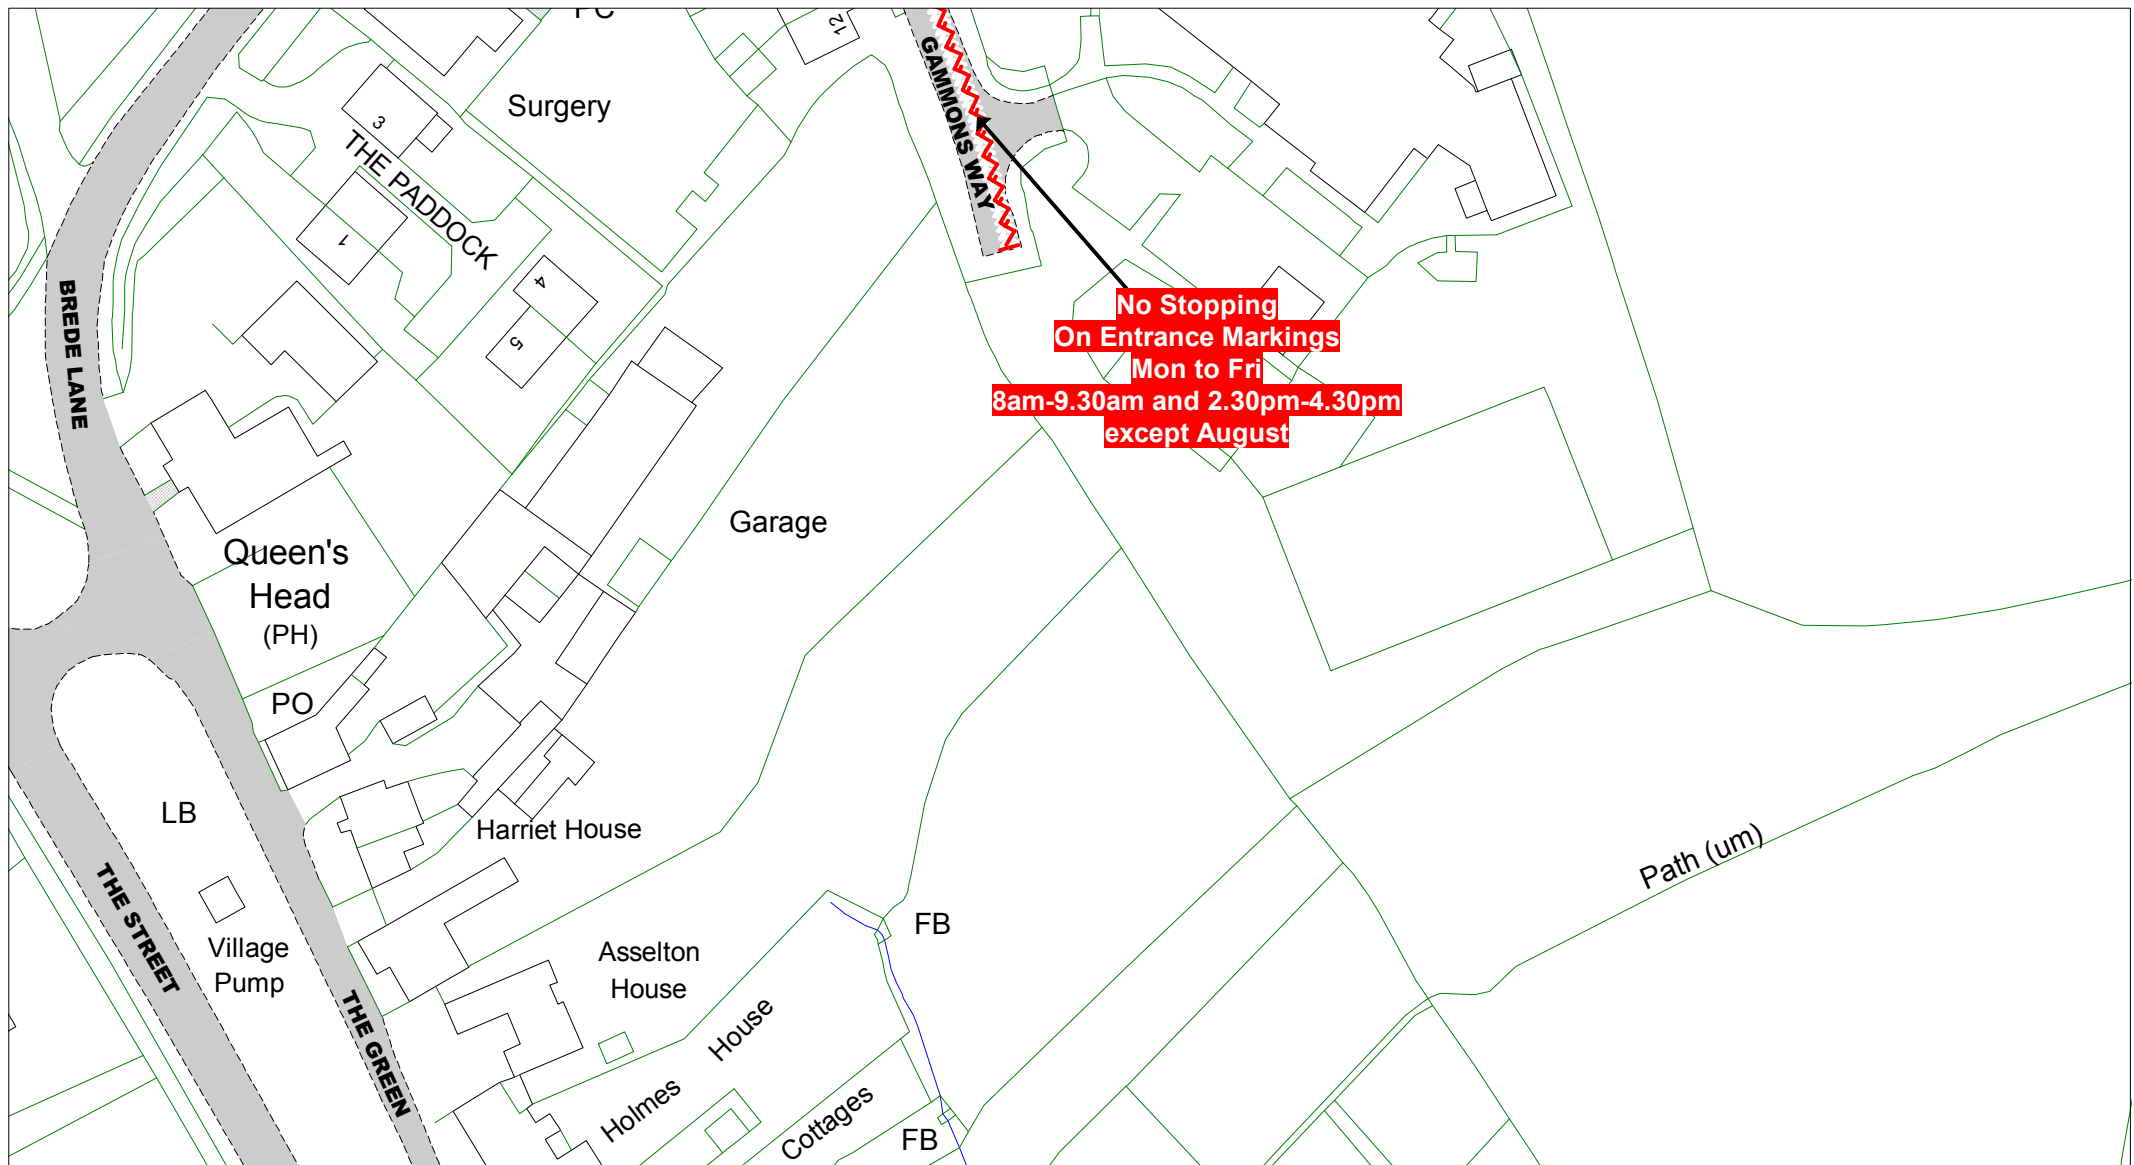 PC
12
GAMMONS WAY
Surgery
3
THE PADDOCK
1
4
5
BREDE LANE
No Stopping
On Entrance Markings
Mon to Fri
8am-9.30am and 2.30pm-4.30pm
except August
Garage
Queen's
Head
(PH)
PO
LB
Harriet House
Path (um)
THE STREET
Village
Pump
THE GREEN
Asselton
House
FB
Holmes House
Cottages
FB